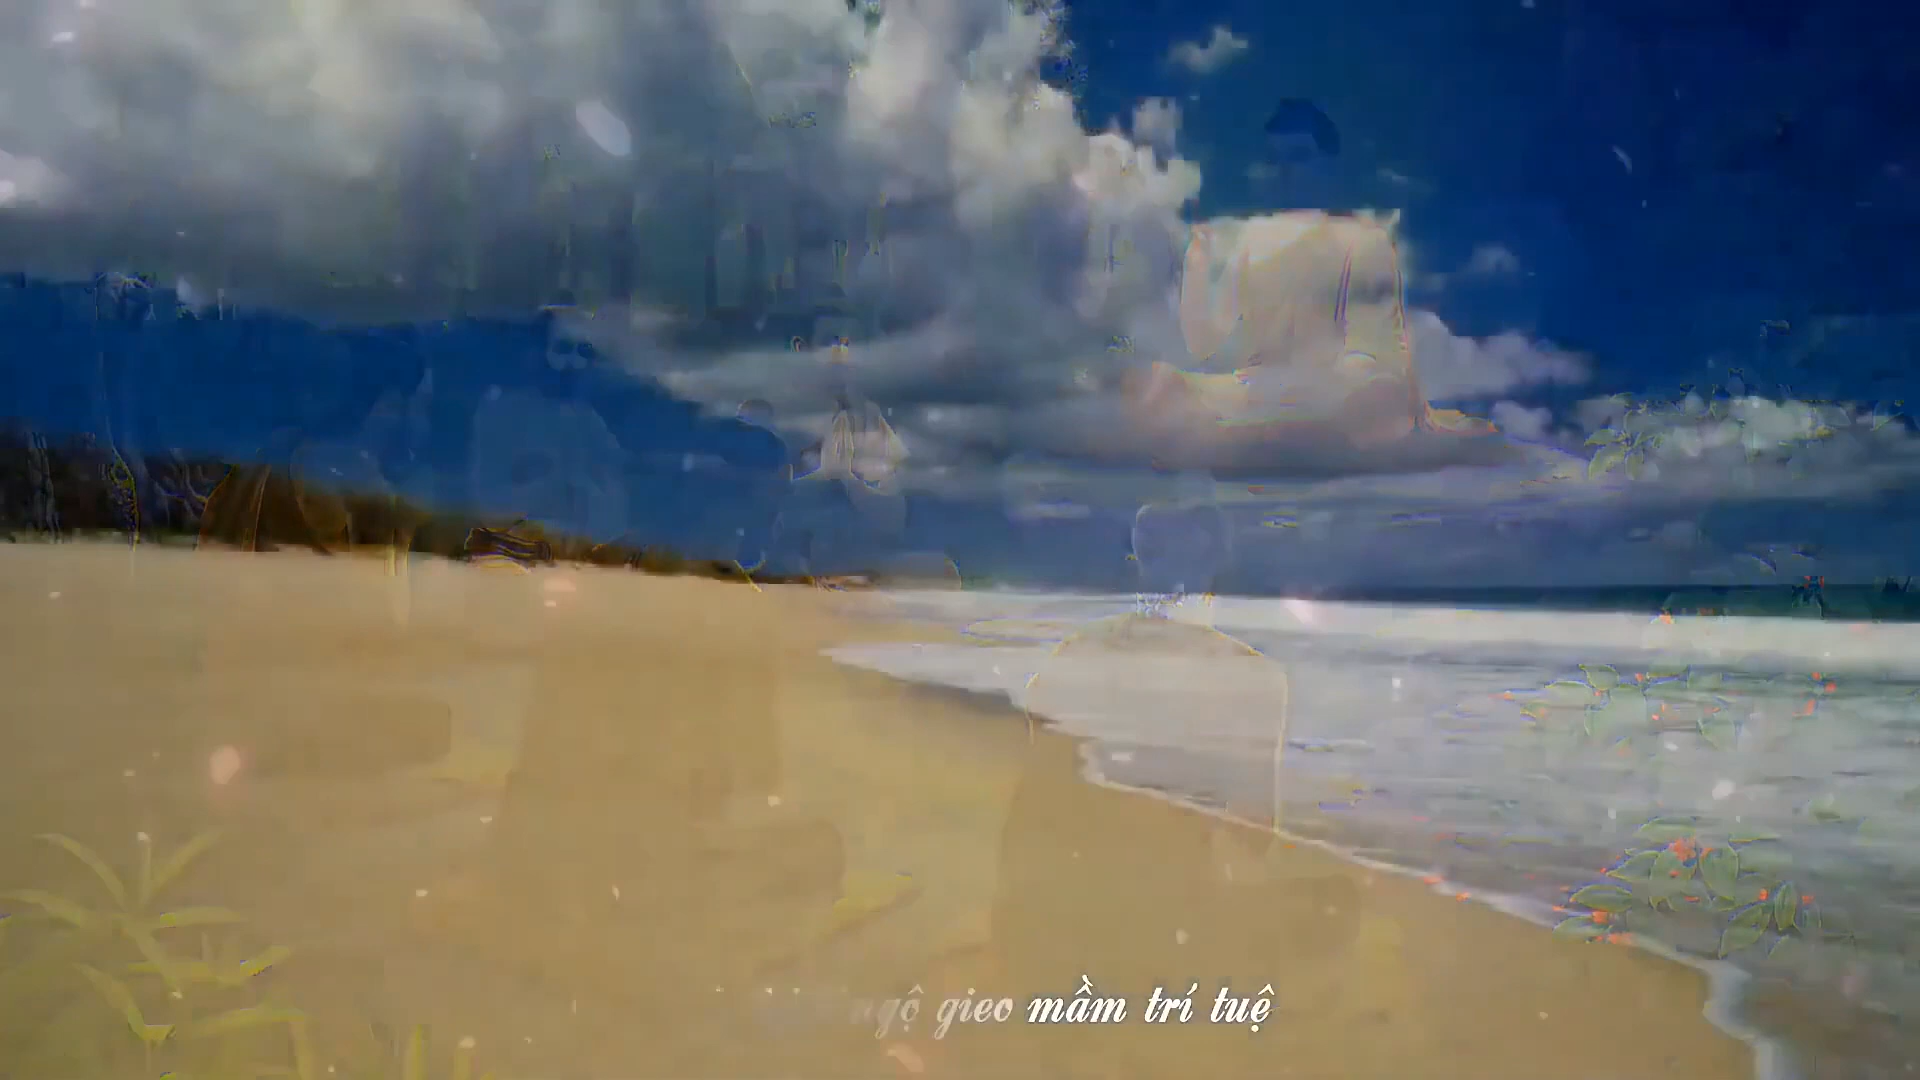 ngộ gieo mầm trí tuệ